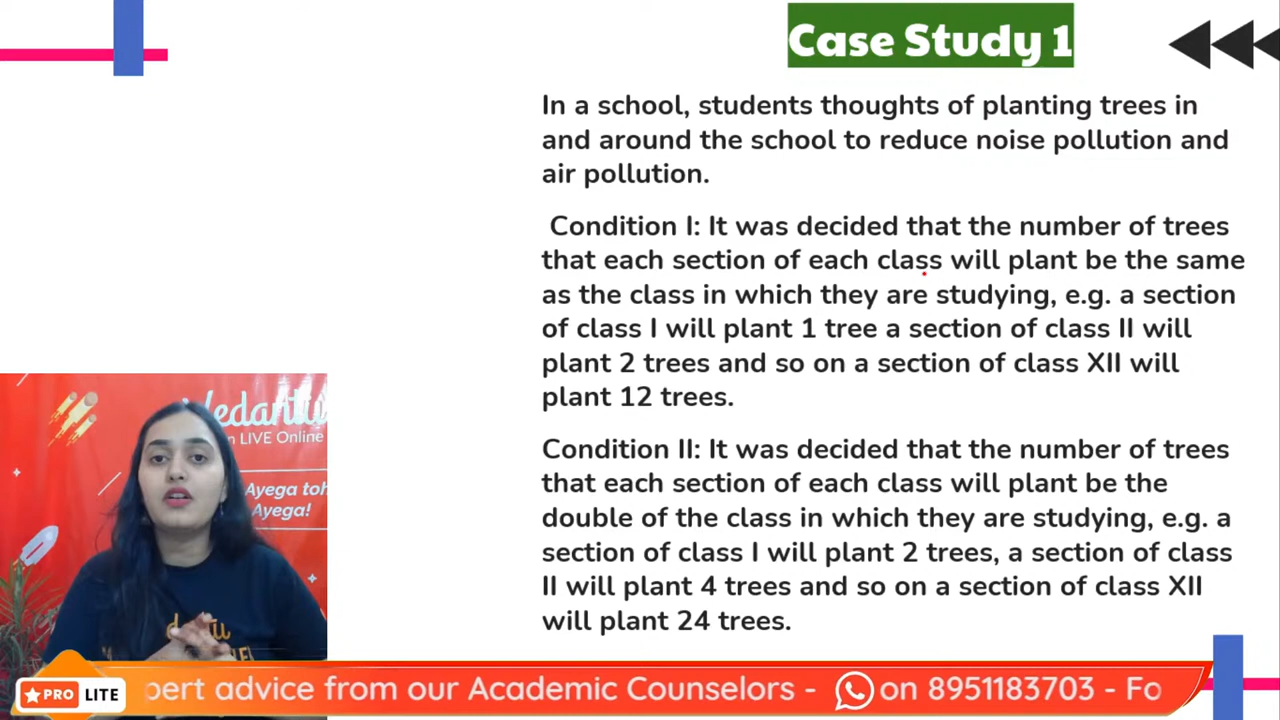 Case Study 1
In a school, students thoughts of planting trees in
and around the school to reduce noise pollution and
air pollution.
Condition I: It was decided that the number of trees
that each section of each class will plant be the same
as the class in which they are studying, e.g. a section
of class I will plant 1 tree a section of class II will
plant 2 trees and so on a section of class XII will
plant 12 trees.
Condition II: It was decided that the number of trees
that each section of each class will plant be the
double of the class in which they are studying, e.g. a
section of class I will plant 2 trees, a section of class
II will plant 4 trees and so on a section of class XII
will plant 24 trees.
LIVE Online
Ayega toh
Ayega!
PRO LITE
pert advice from our Academic Counselors - on 8951183703 - Fo